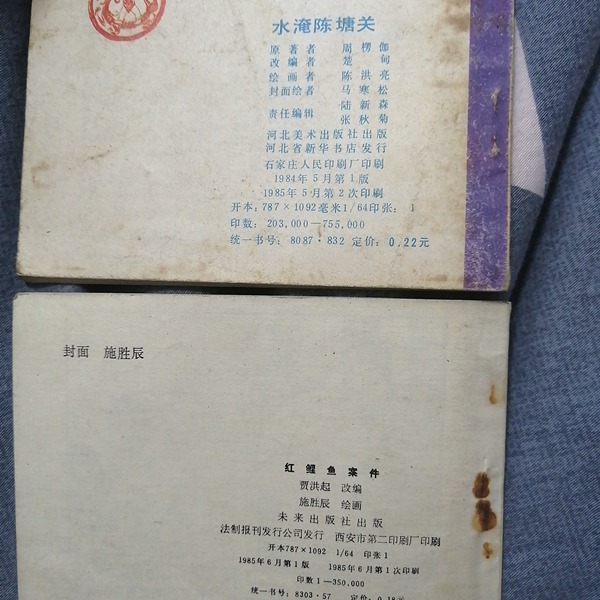 水淹陈塘关
原著者 周楞伽
改编者 楚甸
绘画者 陈洪亮
封面绘者 马寒松
责任编辑 陆新森
张秋菊
河北美术出版社出版
河北省新华书店发行
石家庄人民印刷厂印刷
1984年5月第1版
1985年5月第2次印刷
开本:787×1092毫米1/64印张:1
印数:203,000—755,000
统一书号:8087·832 定价:0.22元
封面 施胜辰
红鲤鱼案件
贾洪起 改编
施胜辰 绘画
未来出版社出版
法制报刊发行公司发行 西安市第二印刷厂印刷
开本787×1092 1/64 印张1
1985年6月第1版 1985年6月第1次印刷
印数1—350,000
统一书号:8303·57 定价:0.18元